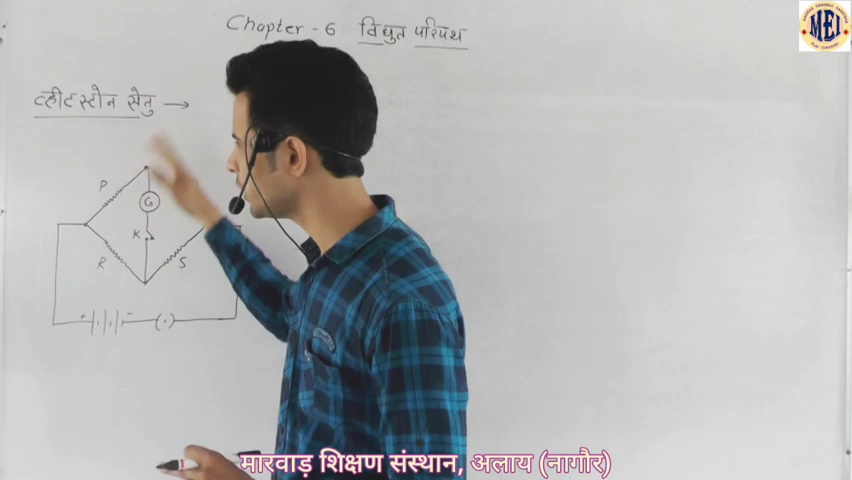 Chapter - 6 विद्युत परिपथ
MEI
व्हीटस्टोन सेतु →
P
G
K
R
S
+
-
मारवाड़ शिक्षण संस्थान, अलाय (नागौर)